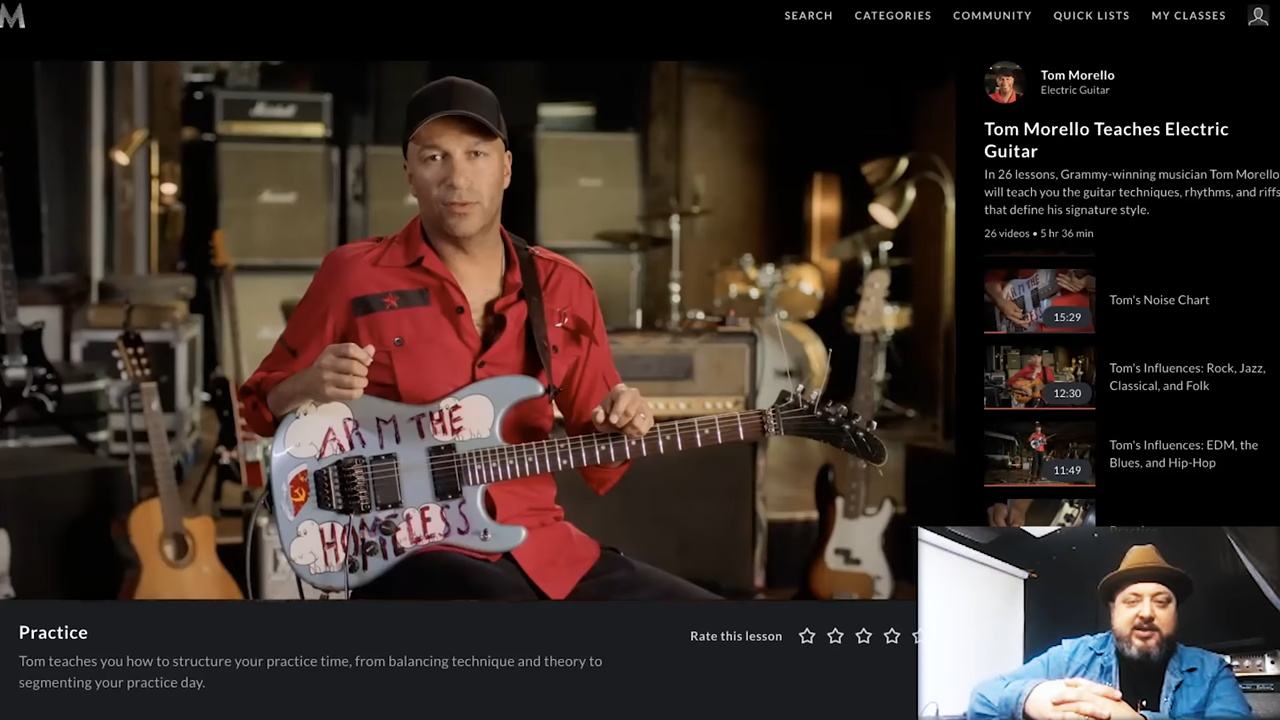 M
SEARCH CATEGORIES COMMUNITY QUICK LISTS MY CLASSES
Marshall
ARM THE
HOMELESS
Tom Morello
Electric Guitar
Tom Morello Teaches Electric
Guitar
In 26 lessons, Grammy-winning musician Tom Morello
will teach you the guitar techniques, rhythms, and riffs
that define his signature style.
26 videos • 5 hr 36 min
15:29
Tom's Noise Chart
12:30
Tom's Influences: Rock, Jazz,
Classical, and Folk
11:49
Tom's Influences: EDM, the
Blues, and Hip-Hop
Practice
Rate this lesson
Tom teaches you how to structure your practice time, from balancing technique and theory to
segmenting your practice day.